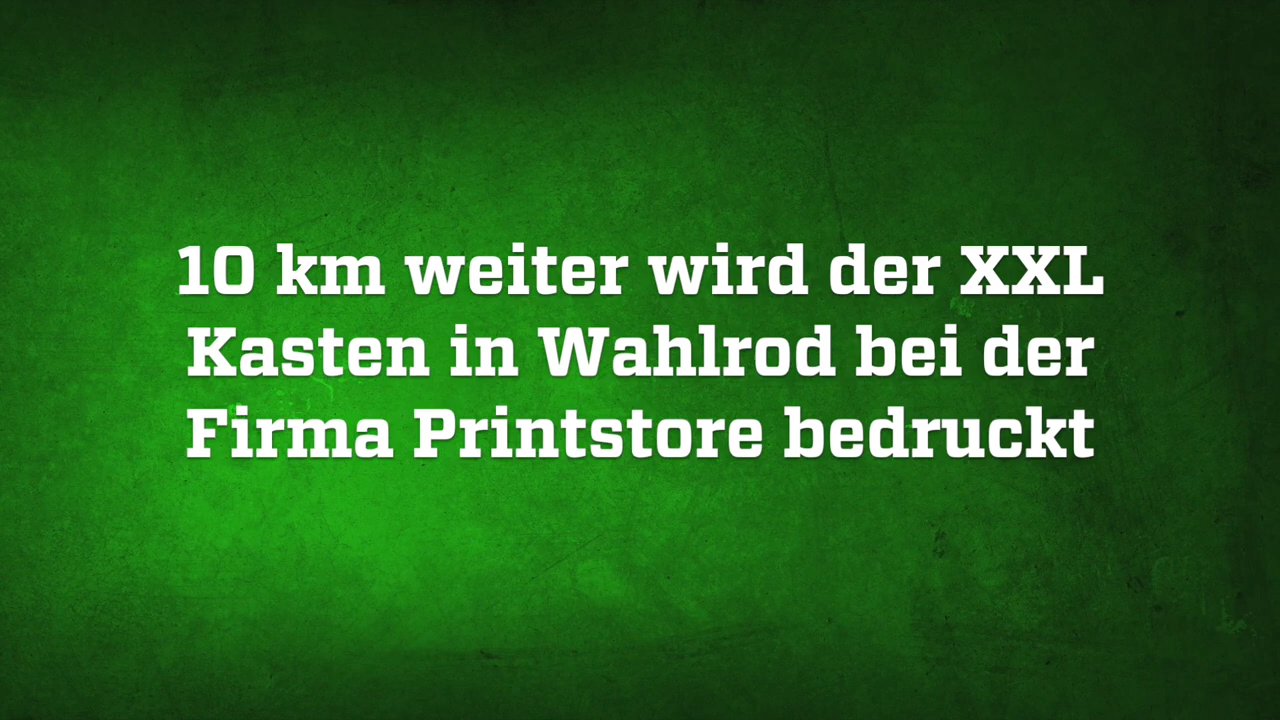 10 km weiter wird der XXL
Kasten in Wahlrod bei der
Firma Printstore bedruckt